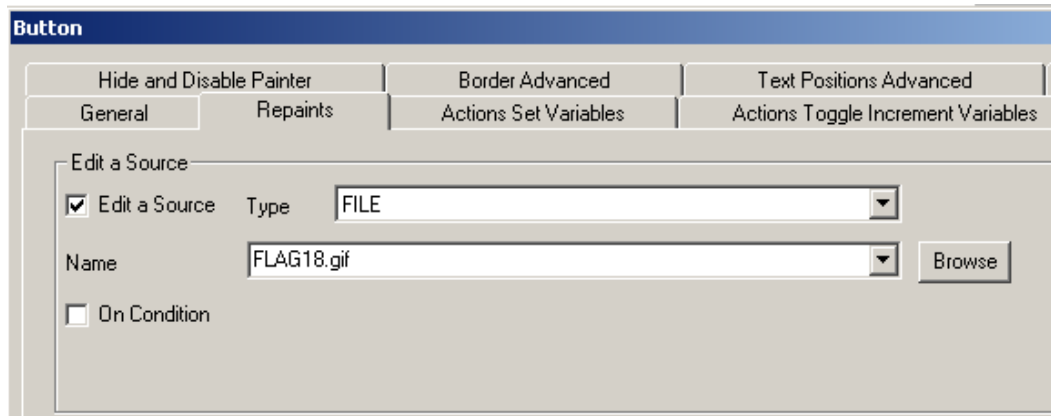 Button
Hide and Disable Painter Border Advanced Text Positions Advanced
General Repaints Actions Set Variables Actions Toggle Increment Variables
Edit a Source
Edit a Source Type FILE
Name FLAG18.gif Browse
On Condition